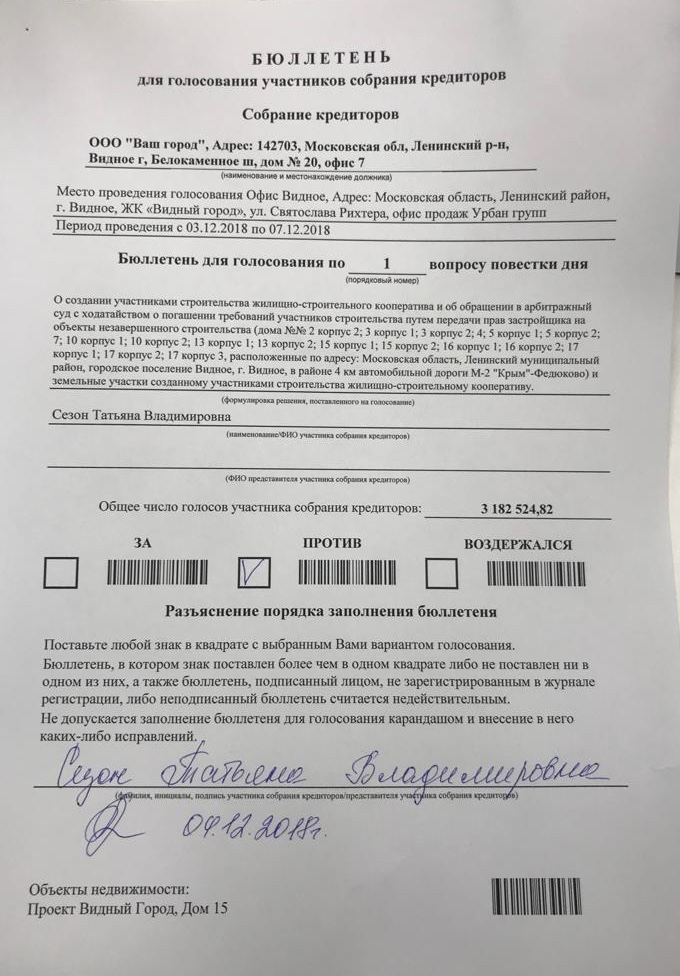 БЮЛЛЕТЕНЬ
для голосования участников собрания кредиторов
Собрание кредиторов
ООО "Ваш город", Адрес: 142703, Московская обл, Ленинский р-н,
Видное г, Белокаменное ш, дом № 20, офис 7
(наименование и местонахождение должника)
Место проведения голосования Офис Видное, Адрес: Московская область, Ленинский район,
г. Видное, ЖК «Видный город», ул. Святослава Рихтера, офис продаж Урбан групп
Период проведения с 03.12.2018 по 07.12.2018
Бюллетень для голосования по 1 вопросу повестки дня
(порядковый номер)
О создании участниками строительства жилищно-строительного кооператива и об обращении в арбитражный
суд с ходатайством о погашении требований участников строительства путем передачи прав застройщика на
объекты незавершенного строительства (дома №№ 2 корпус 2; 3 корпус 1; 3 корпус 2; 4; 5 корпус 1; 5 корпус 2;
7; 10 корпус 1; 10 корпус 2; 13 корпус 1; 13 корпус 2; 15 корпус 1; 15 корпус 2; 16 корпус 1; 16 корпус 2; 17
корпус 1; 17 корпус 2; 17 корпус 3, расположенные по адресу: Московская область, Ленинский муниципальный
район, городское поселение Видное, г. Видное, в районе 4 км автомобильной дороги М-2 "Крым"-Федюково) и
земельные участки созданному участниками строительства жилищно-строительному кооперативу.
(формулировка решения, поставленного на голосование)
Сезон Татьяна Владимировна
(наименование/ФИО участника собрания кредиторов)
(ФИО представителя участника собрания кредиторов)
Общее число голосов участника собрания кредиторов: 3 182 524,82
ЗА ПРОТИВ ВОЗДЕРЖАЛСЯ
Разъяснение порядка заполнения бюллетеня
Поставьте любой знак в квадрате с выбранным Вами вариантом голосования.
Бюллетень, в котором знак поставлен более чем в одном квадрате либо не поставлен ни в
одном из них, а также бюллетень, подписанный лицом, не зарегистрированным в журнале
регистрации, либо неподписанный бюллетень считается недействительным.
Не допускается заполнение бюллетеня для голосования карандашом и внесение в него
каких-либо исправлений.
Сезон Татьяна Владимировна
(фамилия, инициалы, подпись участника собрания кредиторов/представителя участника собрания кредиторов)
04.12.2018г.
Объекты недвижимости:
Проект Видный Город, Дом 15